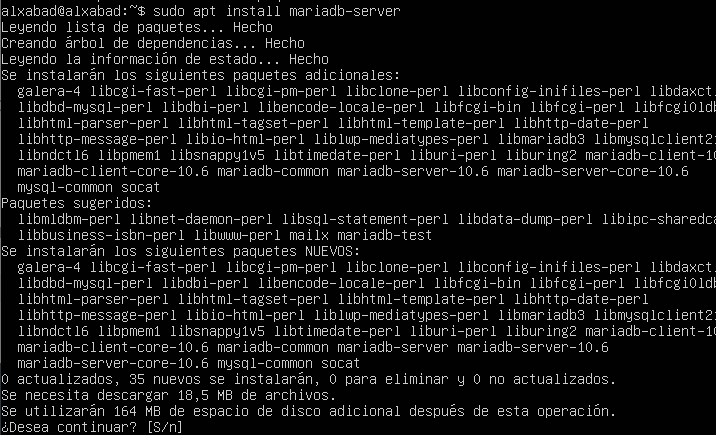 alxabad@alxabad:~$ sudo apt install mariadb-server
Leyendo lista de paquetes... Hecho
Creando árbol de dependencias... Hecho
Leyendo la información de estado... Hecho
Se instalarán los siguientes paquetes adicionales:
galera-4 libcgi-fast-perl libcgi-pm-perl libclone-perl libconfig-inifiles-perl libdaxct
libdbd-mysql-perl libdbi-perl libencode-locale-perl libfcgi-bin libfcgi-perl libfcgi0ldb
libhtml-parser-perl libhtml-tagset-perl libhtml-template-perl libhttp-date-perl
libhttp-message-perl libio-html-perl liblwp-mediatypes-perl libmariadb3 libmysqlclient2
libndctl6 libpmem1 libsnappy1v5 libtimedate-perl liburi-perl liburing2 mariadb-client-10
mariadb-client-core-10.6 mariadb-common mariadb-server-10.6 mariadb-server-core-10.6
mysql-common socat
Paquetes sugeridos:
libmldbm-perl libnet-daemon-perl libsql-statement-perl libdata-dump-perl libipc-sharedca
libbusiness-isbn-perl libwww-perl mailx mariadb-test
Se instalarán los siguientes paquetes NUEVOS:
galera-4 libcgi-fast-perl libcgi-pm-perl libclone-perl libconfig-inifiles-perl libdaxct
libdbd-mysql-perl libdbi-perl libencode-locale-perl libfcgi-bin libfcgi-perl libfcgi0ldb
libhtml-parser-perl libhtml-tagset-perl libhtml-template-perl libhttp-date-perl
libhttp-message-perl libio-html-perl liblwp-mediatypes-perl libmariadb3 libmysqlclient2
libndctl6 libpmem1 libsnappy1v5 libtimedate-perl liburi-perl liburing2 mariadb-client-10
mariadb-client-core-10.6 mariadb-common mariadb-server mariadb-server-10.6
mariadb-server-core-10.6 mysql-common socat
0 actualizados, 35 nuevos se instalarán, 0 para eliminar y 0 no actualizados.
Se necesita descargar 18,5 MB de archivos.
Se utilizarán 164 MB de espacio de disco adicional después de esta operación.
¿Desea continuar? [S/n]